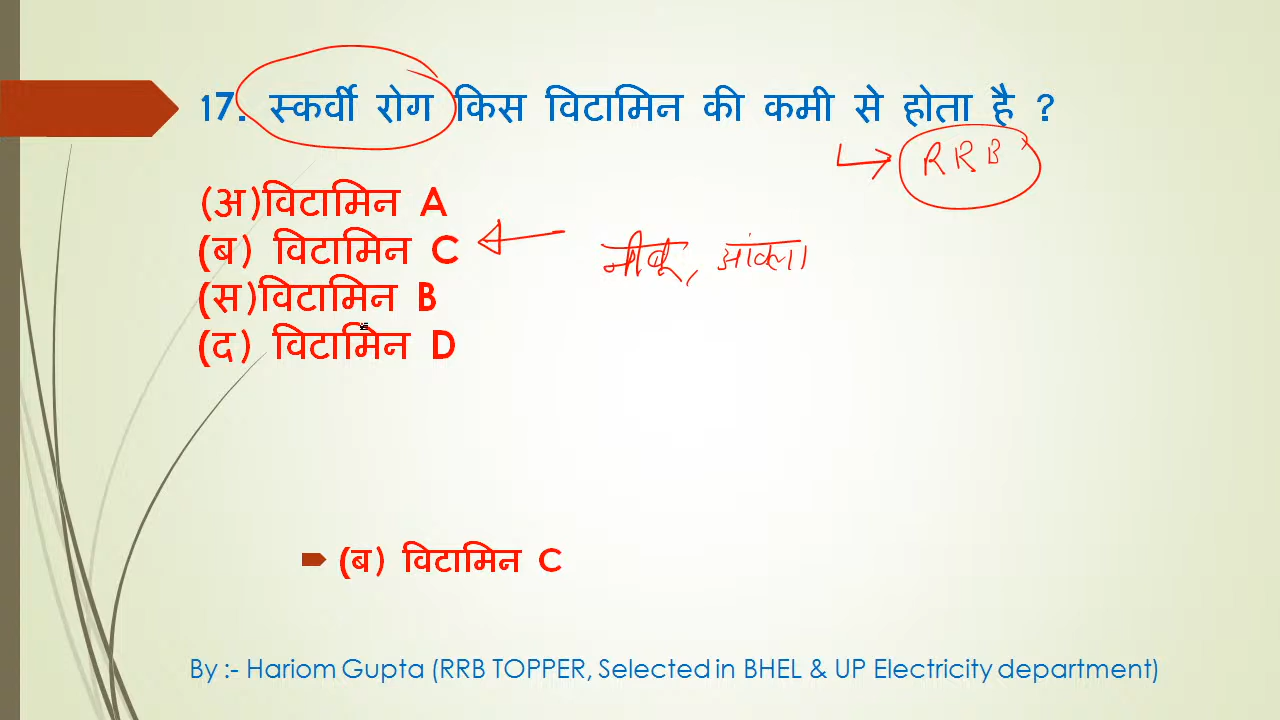 17. स्कर्वी रोग किस विटामिन की कमी से होता है ?
RRB
(अ)विटामिन A
(ब) विटामिन C
नीबू, आंवला
(स)विटामिन B
(द) विटामिन D
(ब) विटामिन C
By :- Hariom Gupta (RRB TOPPER, Selected in BHEL & UP Electricity department)